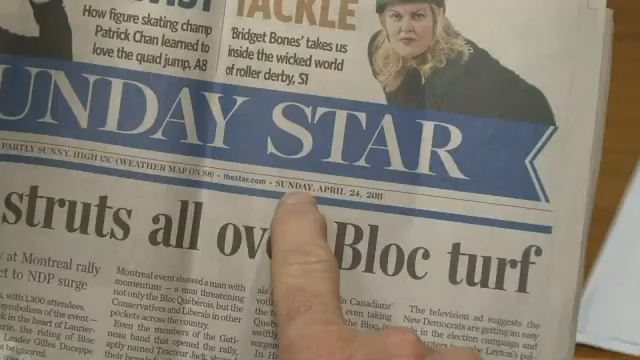 TACKLE
How figure skating champ
Patrick Chan learned to
love the quad jump, A8
'Bridget Bones' takes us
inside the wicked world
of roller derby, S1
UNDAY STAR
PARTLY SUNNY. HIGH 15C (WEATHER MAP ON S8) • thestar.com • SUNDAY, APRIL 24, 2011
struts all ov Bloc turf
y at Montreal rally
ct to NDP surge
, with 1,300 attendees.
symbolism of the event —
k in the heart of Laurier-
rie, the riding of Bloc
Leader Gilles Duceppe
Montreal event showed a man with
momentum — a man threatening
not only the Bloc Québécois, but the
Conservatives and Liberals in other
pockets across the country.
Even the members of the Gati-
neau band that opened the rally,
aptly named Tracteur Jack,
in Canadians'
even taking
the Bloc,
The television ad suggests the
New Democrats are getting an easy
in the election campaign and